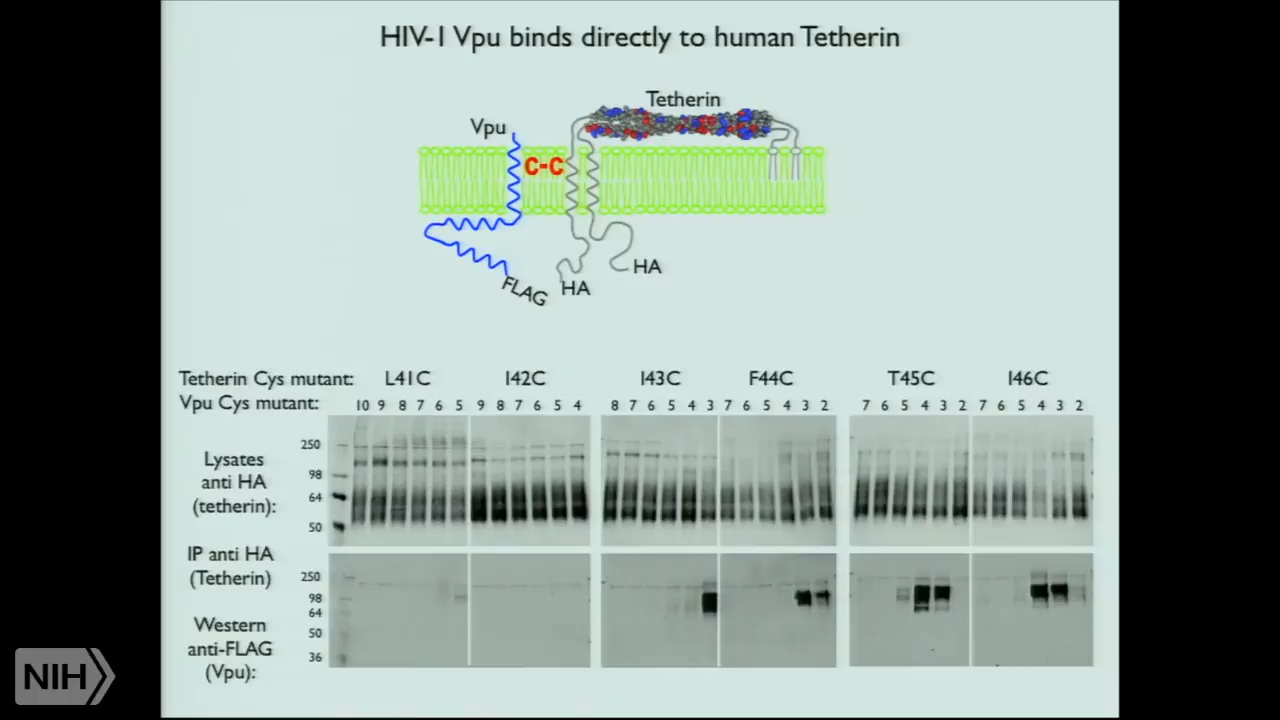 HIV-1 Vpu binds directly to human Tetherin
Tetherin
Vpu
C-C
HA
FLAG
HA
Tetherin Cys mutant: L41C I42C I43C F44C T45C I46C
Vpu Cys mutant: 10 9 8 7 6 5 9 8 7 6 5 4 8 7 6 5 4 3 7 6 5 4 3 2 7 6 5 4 3 2 7 6 5 4 3 2
Lysates
anti HA
(tetherin):
250
98
64
50
IP anti HA
(Tetherin)
Western
anti-FLAG
(Vpu):
250
98
64
50
36
NIH